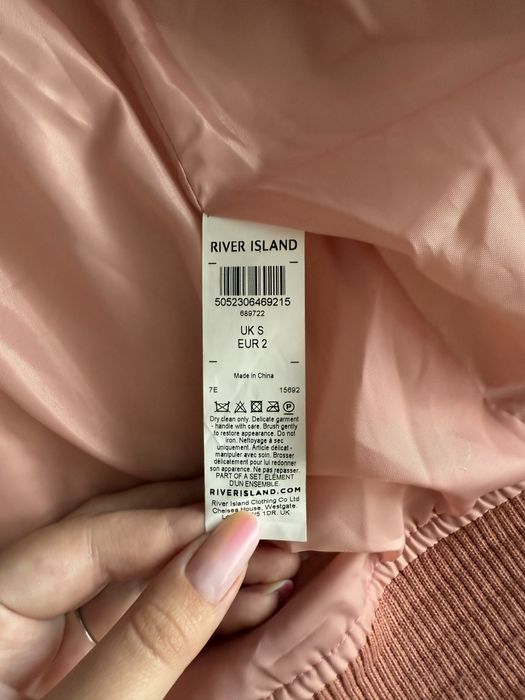 RIVER ISLAND
5052306469215
689722
UK S
EUR 2
Made in China
7E 15692
Dry clean only. Delicate garment
- handle with care. Brush gently
to restore appearance. Do not
iron. Nettoyage à sec
uniquement. Article délicat -
manipuler avec soin. Brosser
délicatement pour lui redonner
son apparence. Ne pas repasser.
PART OF A SET. ELEMENT
D'UN ENSEMBLE.
RIVERISLAND.COM
River Island Clothing Co Ltd
Chelsea House, Westgate.
1DR. UK